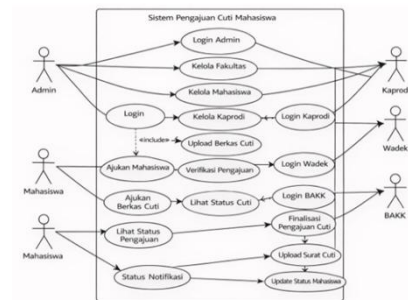 Sistem Pengajuan Cuti Mahasiswa
Login Admin
Kelola Fakultas
Admin
Kaprod
Kelola Mahasiswa
Login
Kelola Kaprodi
Login Kaprodi
«include»
Upload Berkas Cuti
Wadek
Ajukan Mahasiswa
Verifikasi Pengajuan
Login Wadek
Mahasiswa
Ajukan
Berkas Cuti
Lihat Status Cuti
Login BAKK
BAKK
Lihat Status
Pengajuan
Finalisasi
Pengajuan Cuti
Mahasiswa
Upload Surat Cuti
Status Notifikasi
Update Status Mahasiswa